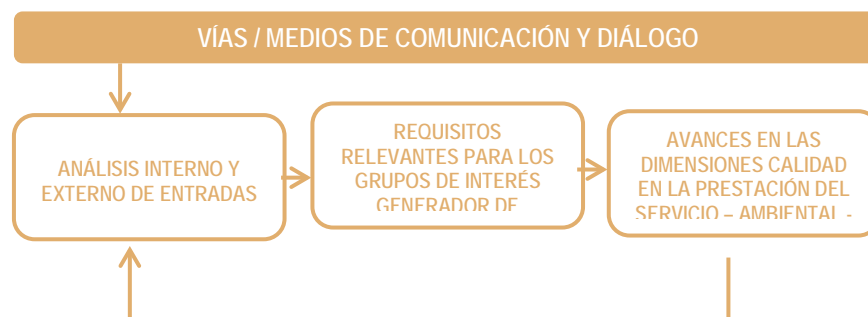 VÍAS / MEDIOS DE COMUNICACIÓN Y DIÁLOGO
ANÁLISIS INTERNO Y
EXTERNO DE ENTRADAS
REQUISITOS
RELEVANTES PARA LOS
GRUPOS DE INTERÉS
GENERADOR DE
AVANCES EN LAS
DIMENSIONES CALIDAD
EN LA PRESTACIÓN DEL
SERVICIO – AMBIENTAL -